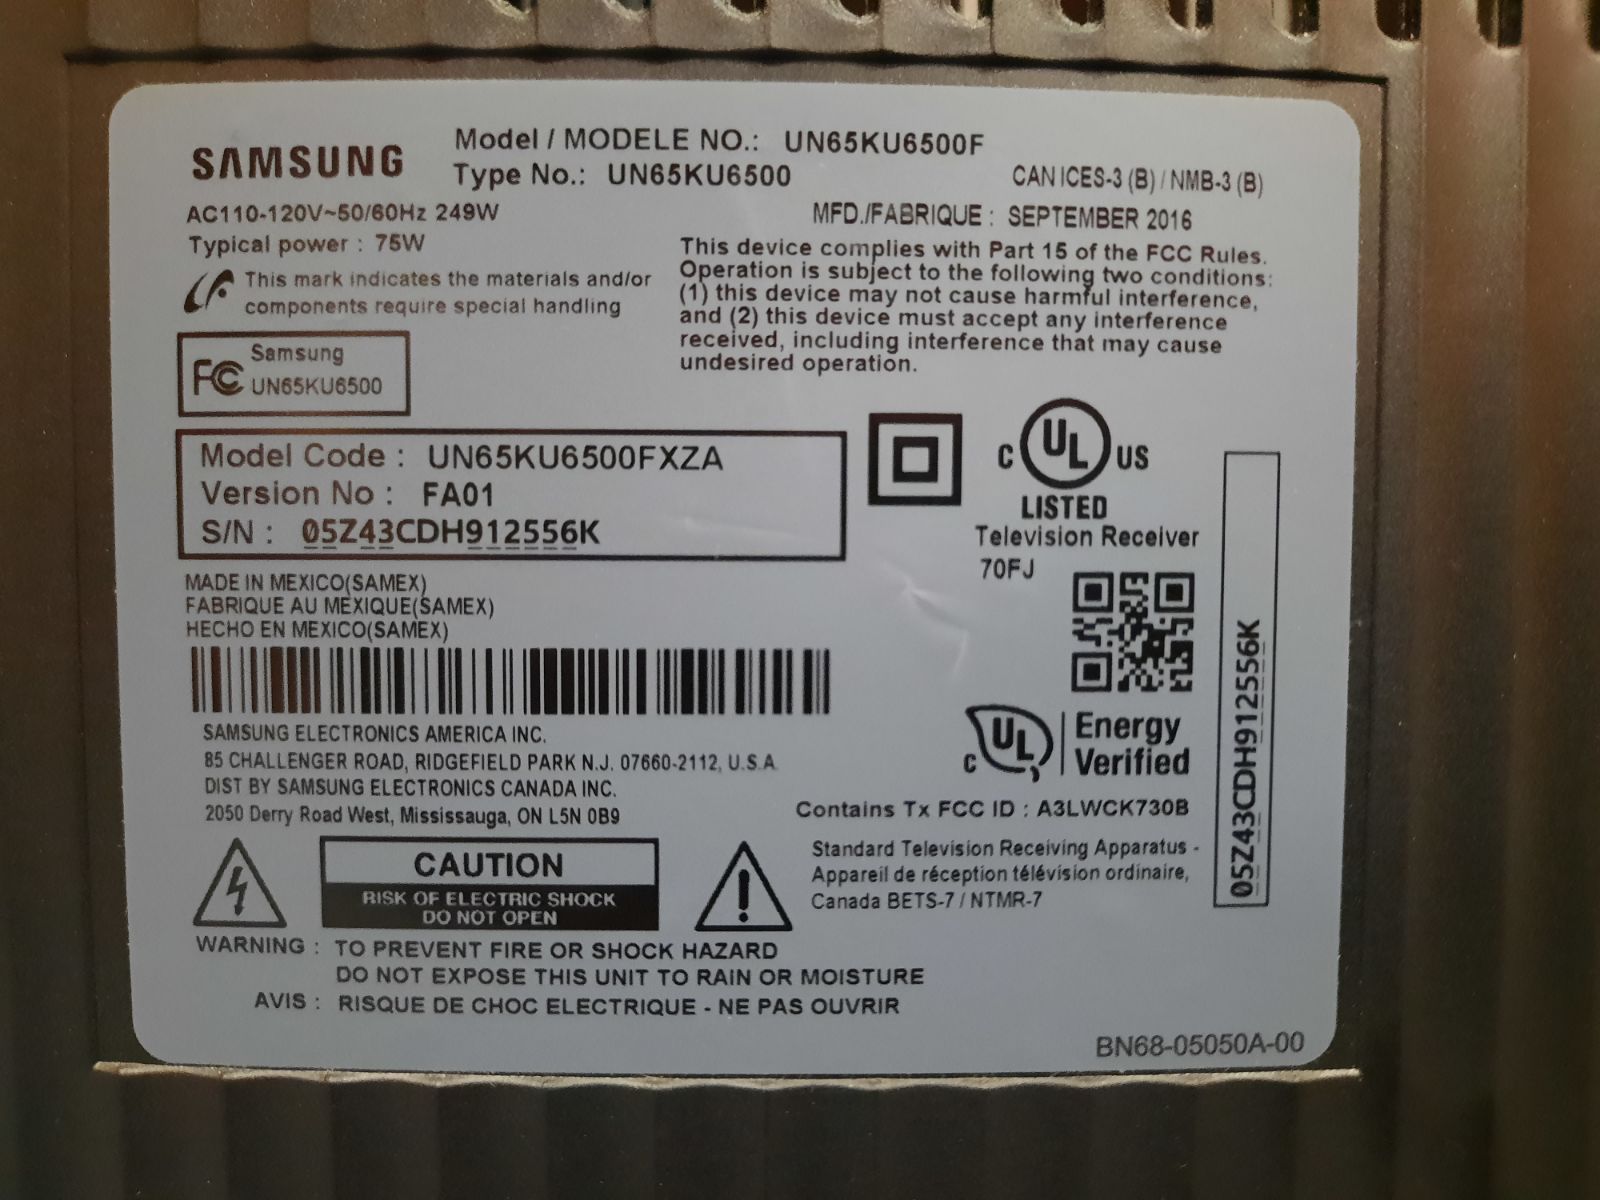 SAMSUNG
Model / MODELE NO.: UN65KU6500F
Type No.: UN65KU6500
CAN ICES-3 (B) / NMB-3 (B)
AC110-120V~50/60Hz 249W
MFD./FABRIQUE : SEPTEMBER 2016
Typical power : 75W
This mark indicates the materials and/or
components require special handling
This device complies with Part 15 of the FCC Rules.
Operation is subject to the following two conditions:
(1) this device may not cause harmful interference,
and (2) this device must accept any interference
received, including interference that may cause
undesired operation.
FC Samsung
UN65KU6500
Model Code : UN65KU6500FXZA
Version No : FA01
S/N : 05Z43CDH912556K
C UL US
LISTED
Television Receiver
70FJ
MADE IN MEXICO(SAMEX)
FABRIQUE AU MEXIQUE(SAMEX)
HECHO EN MEXICO(SAMEX)
05Z43CDH912556K
SAMSUNG ELECTRONICS AMERICA INC.
85 CHALLENGER ROAD, RIDGEFIELD PARK N.J. 07660-2112, U.S.A
DIST BY SAMSUNG ELECTRONICS CANADA INC.
2050 Derry Road West, Mississauga, ON L5N 0B9
C UL Energy
Verified
Contains Tx FCC ID : A3LWCK730B
CAUTION
RISK OF ELECTRIC SHOCK
DO NOT OPEN
Standard Television Receiving Apparatus -
Appareil de réception télévision ordinaire,
Canada BETS-7 / NTMR-7
WARNING : TO PREVENT FIRE OR SHOCK HAZARD
DO NOT EXPOSE THIS UNIT TO RAIN OR MOISTURE
AVIS : RISQUE DE CHOC ELECTRIQUE - NE PAS OUVRIR
BN68-05050A-00